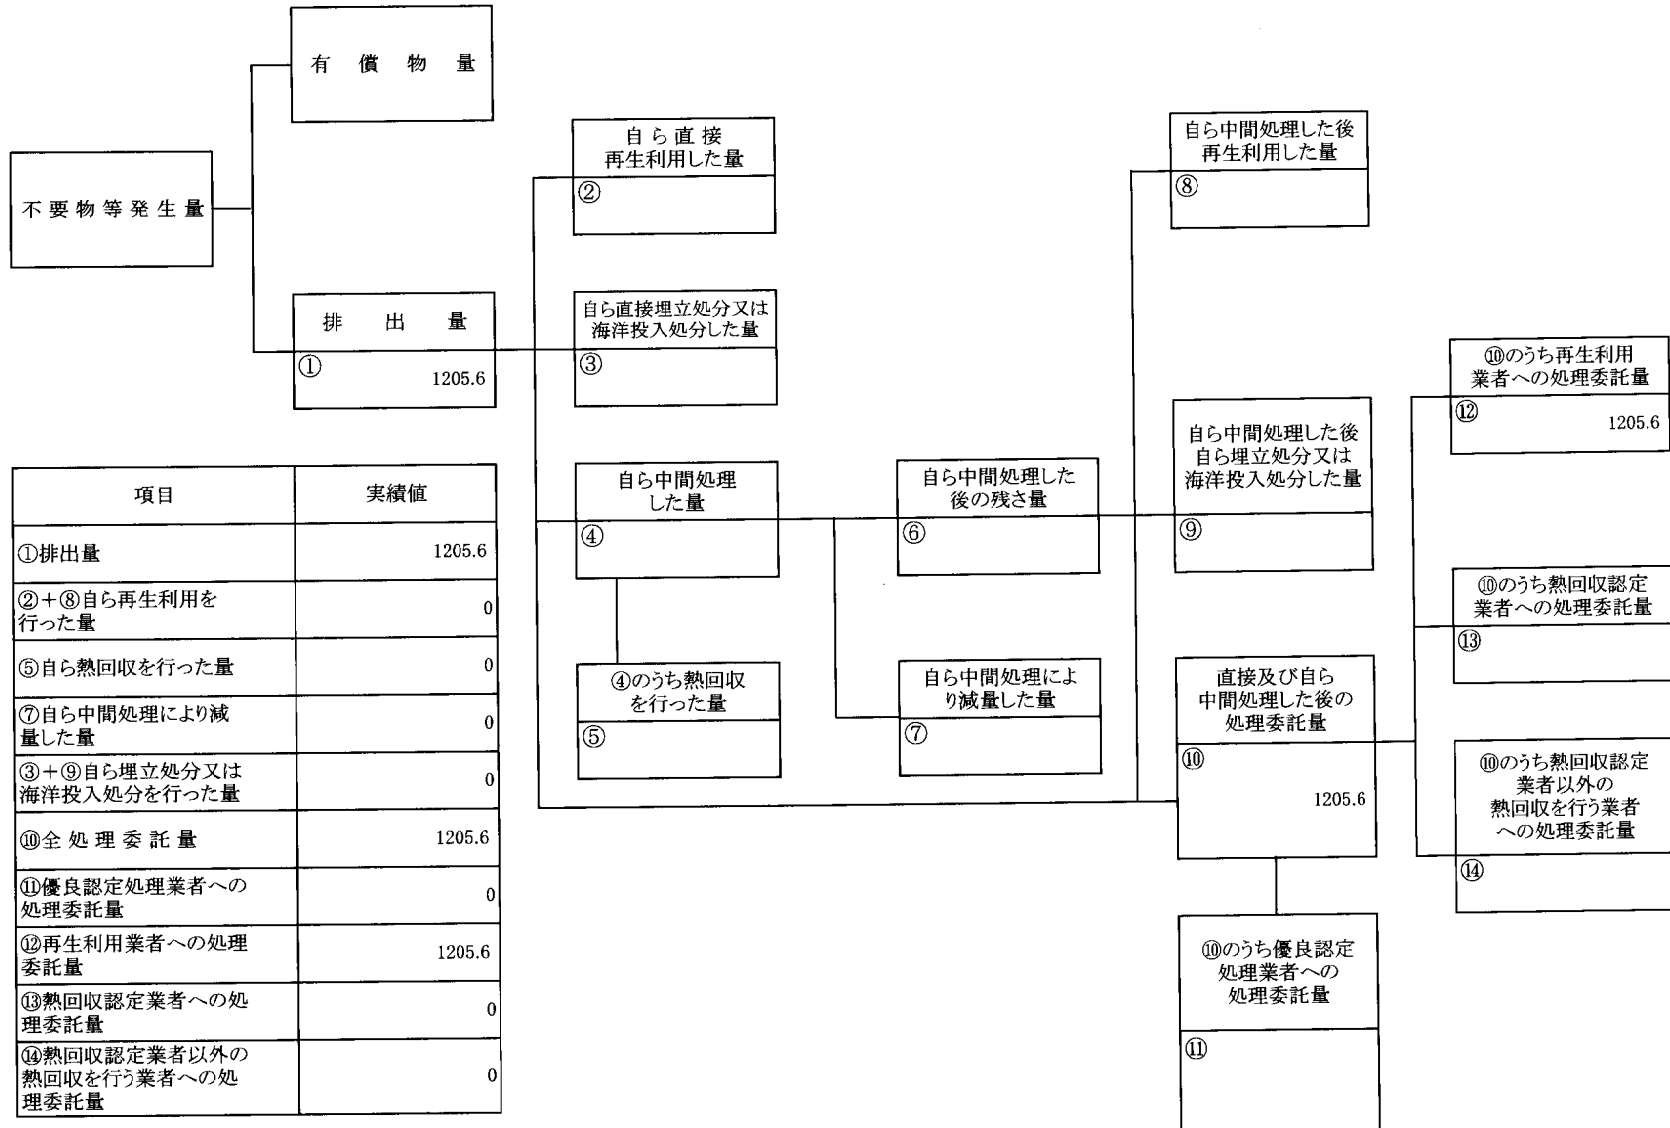 有償物量
不要物等発生量
排出量
①
1205.6
自ら直接
再生利用した量
②
自ら直接埋立処分又は
海洋投入処分した量
③
自ら中間処理
した量
④
④のうち熱回収
を行った量
⑤
自ら中間処理した
後の残さ量
⑥
自ら中間処理によ
り減量した量
⑦
自ら中間処理した後
再生利用した量
⑧
自ら中間処理した後
自ら埋立処分又は
海洋投入処分した量
⑨
直接及び自ら
中間処理した後の
処理委託量
⑩
1205.6
⑩のうち優良認定
処理業者への
処理委託量
⑪
⑩のうち再生利用
業者への処理委託量
⑫
1205.6
⑩のうち熱回収認定
業者への処理委託量
⑬
⑩のうち熱回収認定
業者以外の
熱回収を行う業者
への処理委託量
⑭
項目 実績値
①排出量 1205.6
②+⑧自ら再生利用を
行った量 0
⑤自ら熱回収を行った量 0
⑦自ら中間処理により減
量した量 0
③+⑨自ら埋立処分又は
海洋投入処分を行った量 0
⑩全処理委託量 1205.6
⑪優良認定処理業者への
処理委託量 0
⑫再生利用業者への処理
委託量 1205.6
⑬熱回収認定業者への処
理委託量 0
⑭熱回収認定業者以外の
熱回収を行う業者への処
理委託量 0